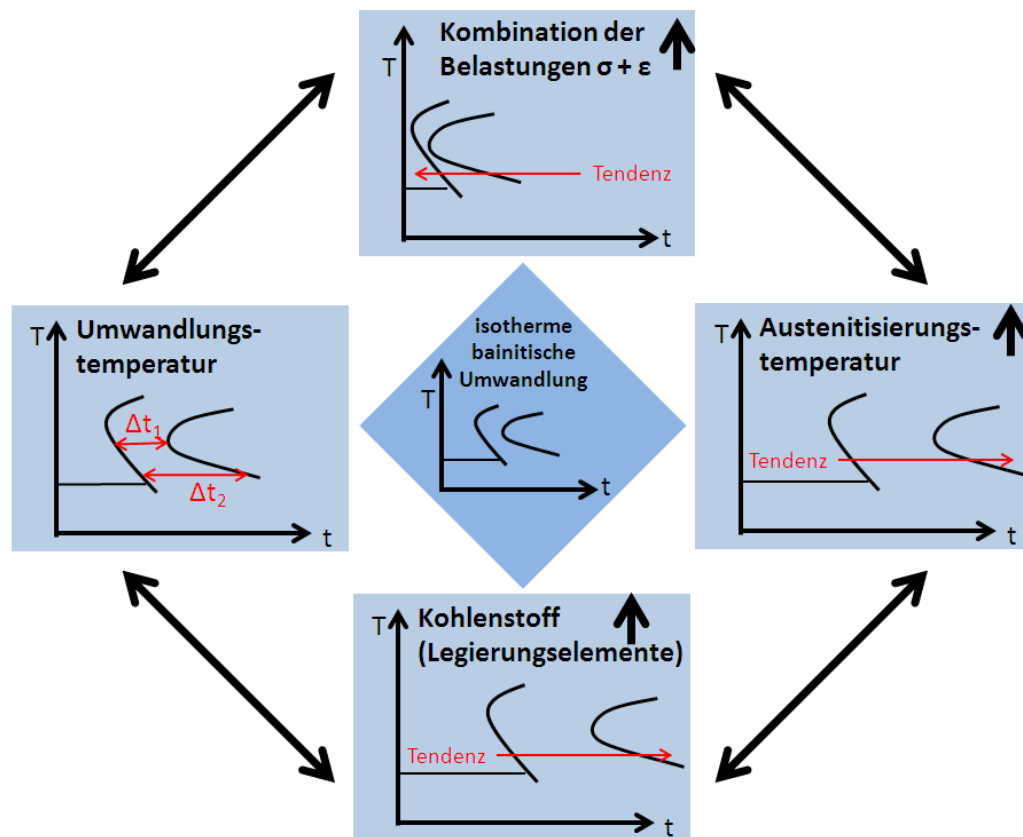 Kombination der
Belastungen σ + ε
T
Tendenz
t
Umwandlungs-
temperatur
T
Δt₁
Δt₂
t
isotherme
bainitische
Umwandlung
T
t
Austenitisierungs-
temperatur
T
Tendenz
t
Kohlenstoff
(Legierungselemente)
T
Tendenz
t